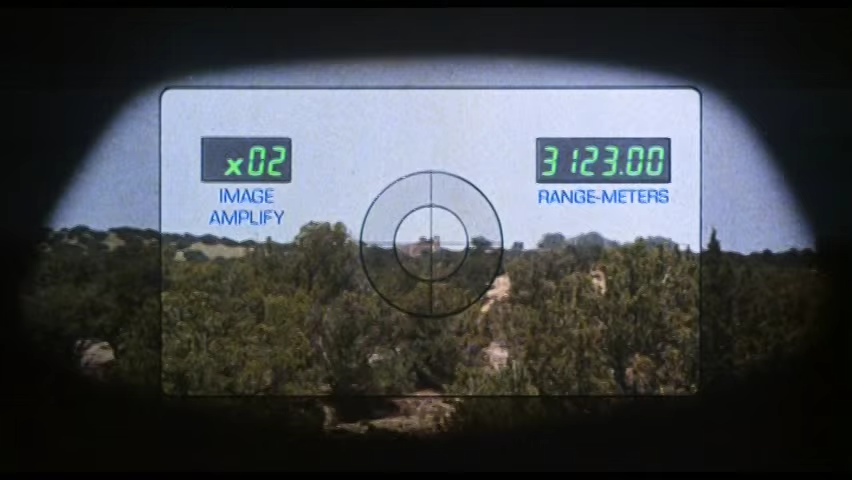 x02
3123.00
IMAGE
AMPLIFY
RANGE-METERS